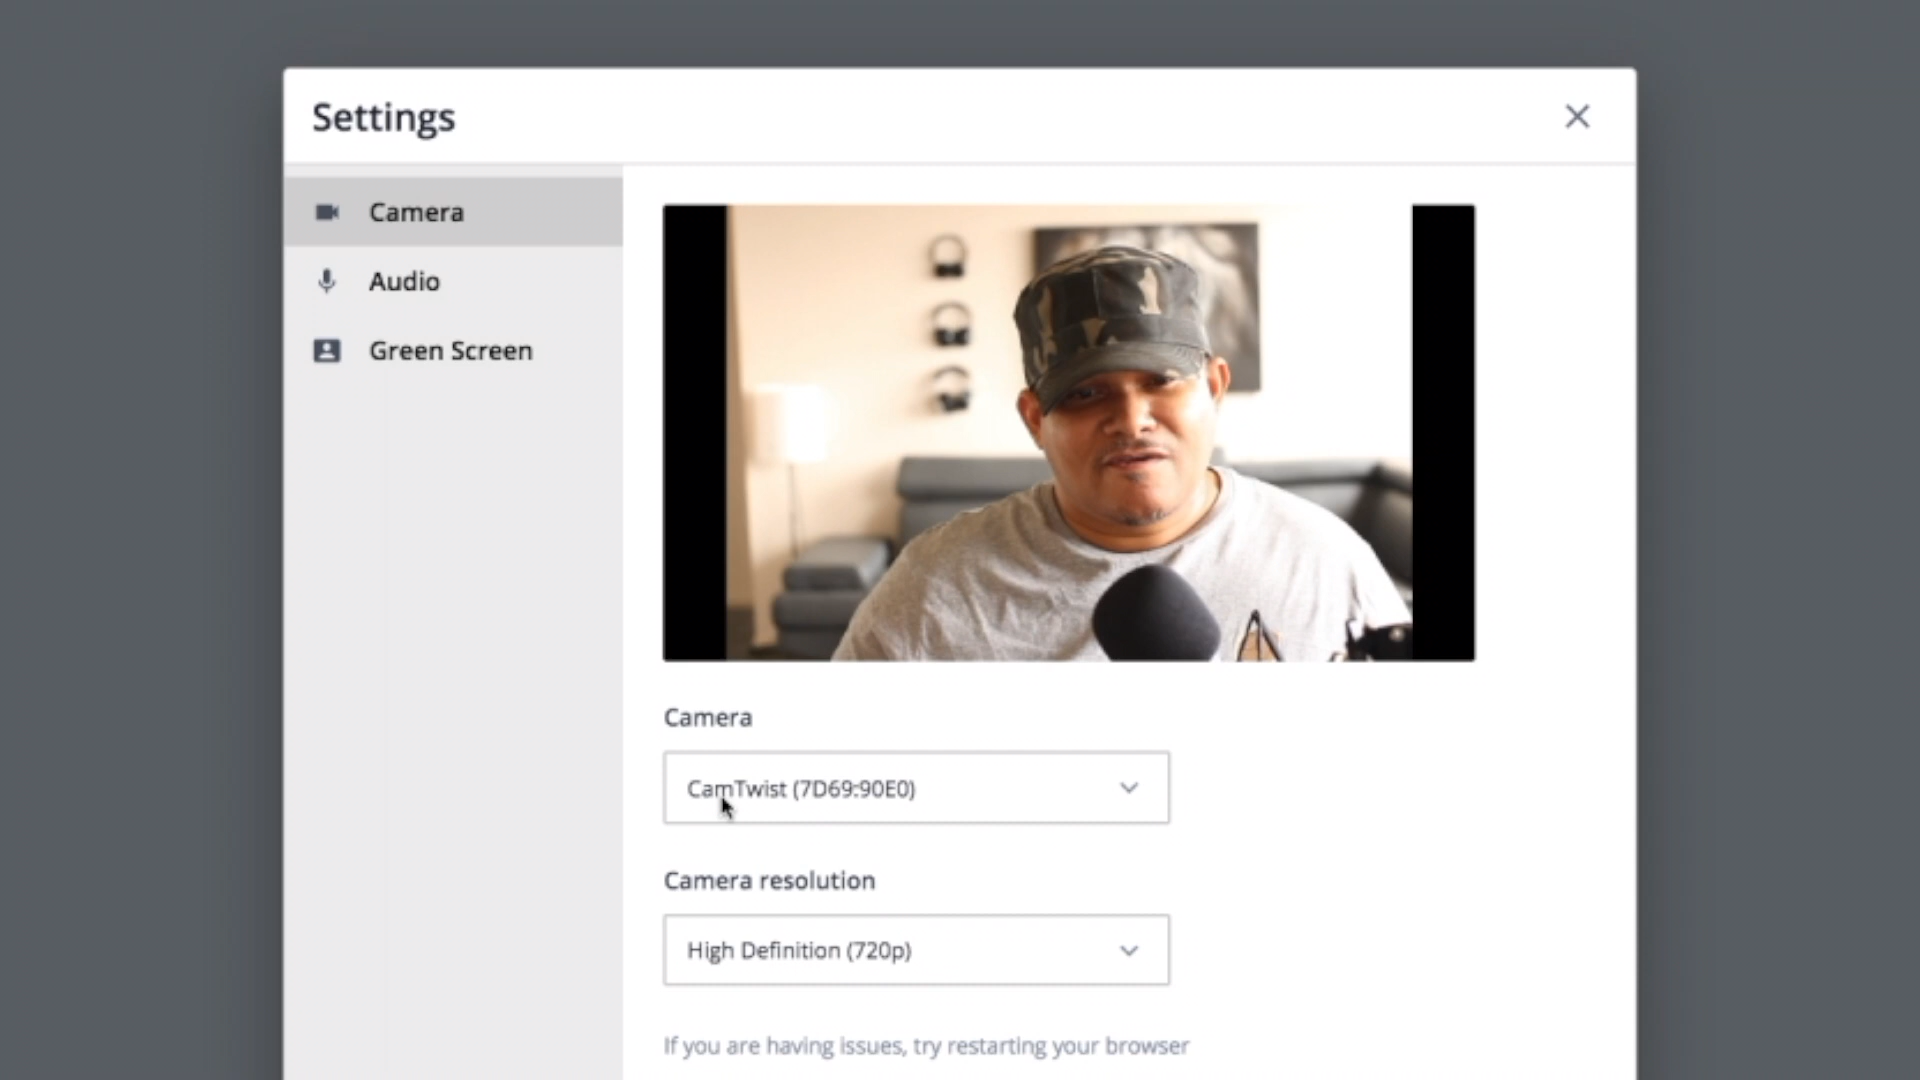 Settings
Camera
Audio
Green Screen
Camera
CamTwist (7D69:90E0)
Camera resolution
High Definition (720p)
If you are having issues, try restarting your browser